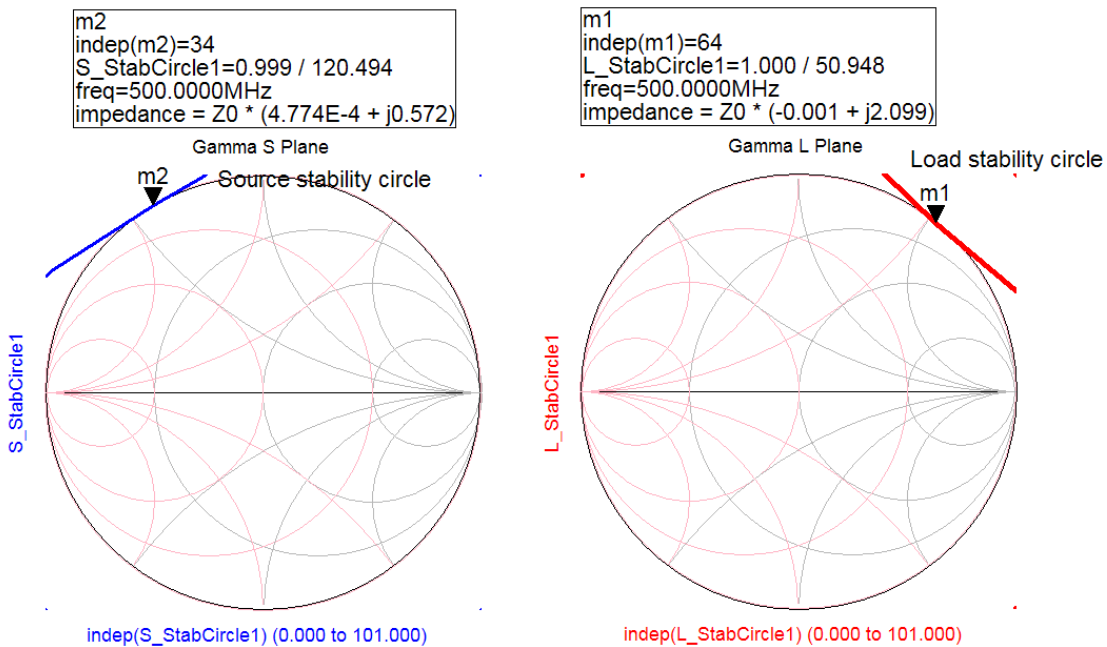 m2
indep(m2)=34
S_StabCircle1=0.999 / 120.494
freq=500.0000MHz
impedance = Z0 * (4.774E-4 + j0.572)
Gamma S Plane
m2
Source stability circle
S_StabCircle1
indep(S_StabCircle1) (0.000 to 101.000)
m1
indep(m1)=64
L_StabCircle1=1.000 / 50.948
freq=500.0000MHz
impedance = Z0 * (-0.001 + j2.099)
Gamma L Plane
Load stability circle
m1
L_StabCircle1
indep(L_StabCircle1) (0.000 to 101.000)